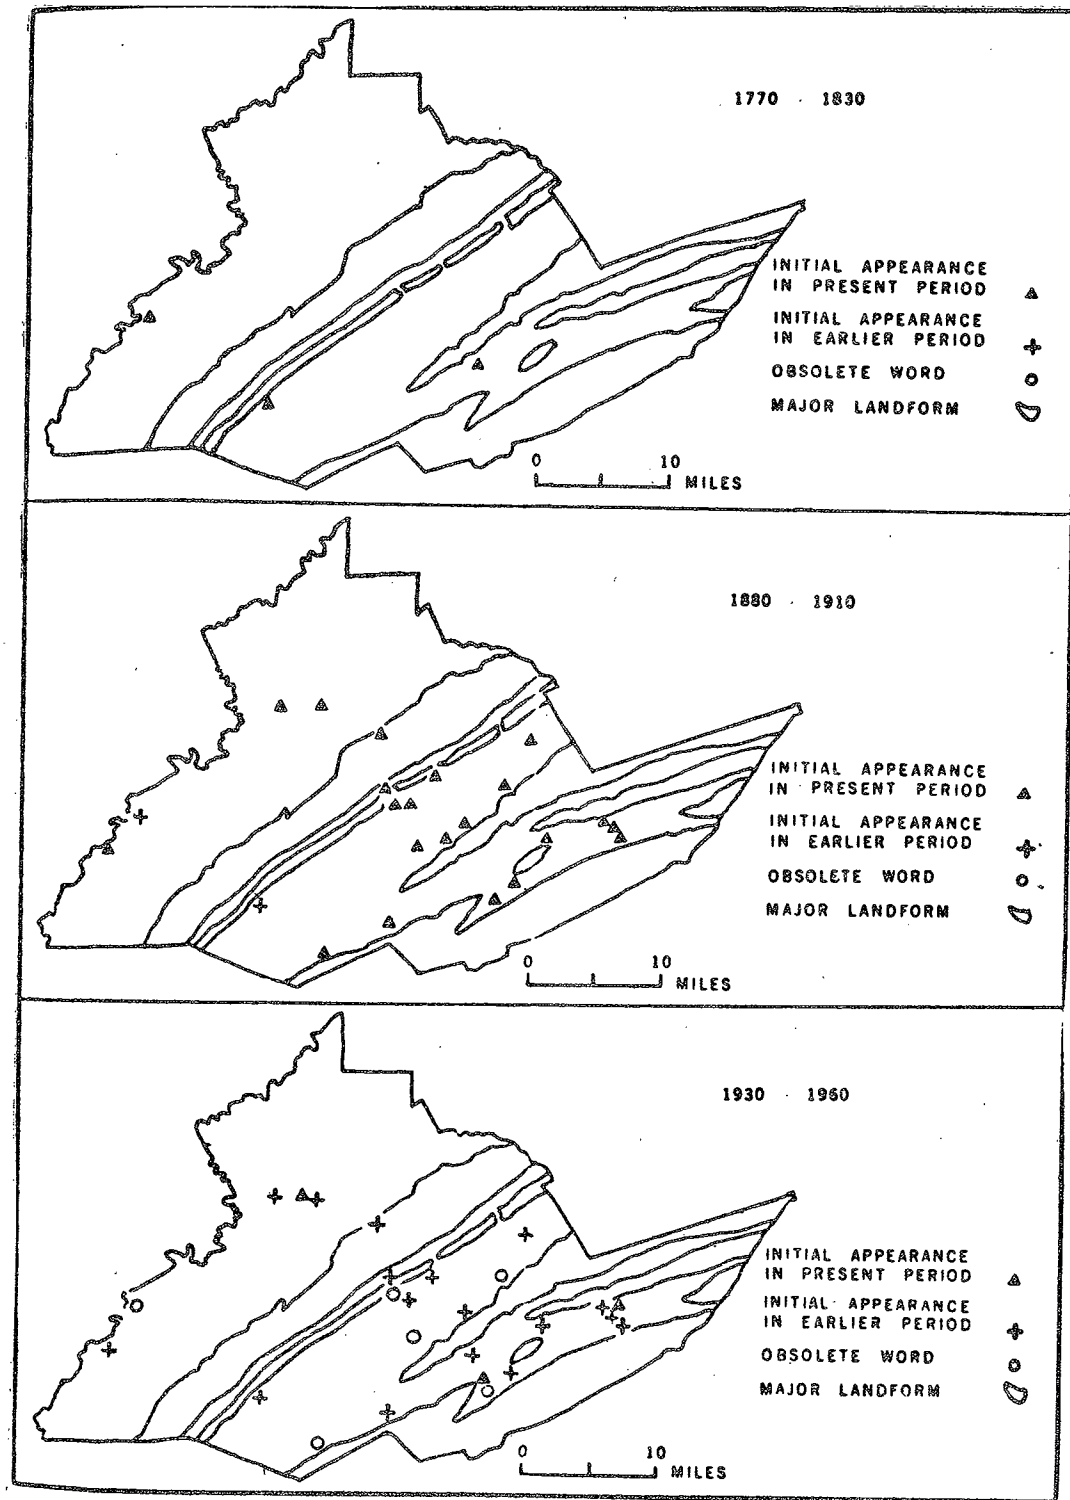 1770 - 1830
INITIAL APPEARANCE
IN PRESENT PERIOD
INITIAL APPEARANCE
IN EARLIER PERIOD
OBSOLETE WORD
MAJOR LANDFORM
0 10
MILES
1880 - 1910
INITIAL APPEARANCE
IN PRESENT PERIOD
INITIAL APPEARANCE
IN EARLIER PERIOD
OBSOLETE WORD
MAJOR LANDFORM
0 10
MILES
1930 - 1960
INITIAL APPEARANCE
IN PRESENT PERIOD
INITIAL APPEARANCE
IN EARLIER PERIOD
OBSOLETE WORD
MAJOR LANDFORM
0 10
MILES